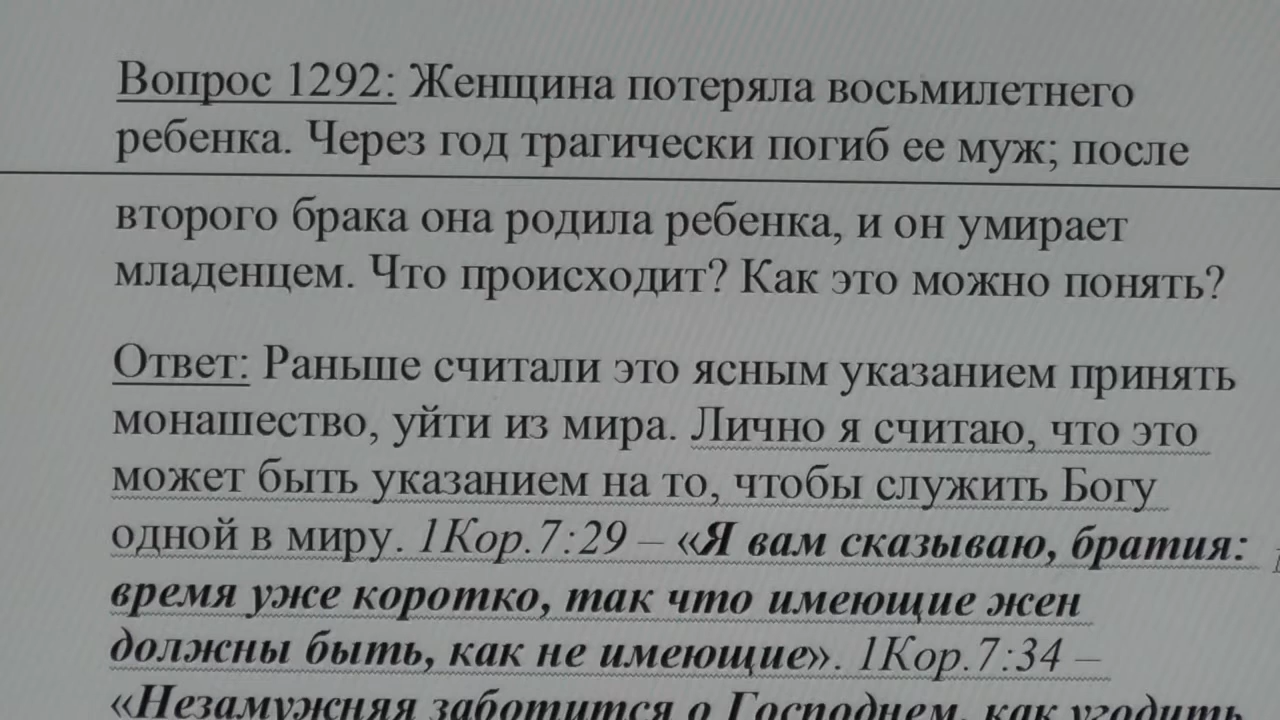 Вопрос 1292: Женщина потеряла восьмилетнего
ребенка. Через год трагически погиб ее муж; после
второго брака она родила ребенка, и он умирает
младенцем. Что происходит? Как это можно понять?
Ответ: Раньше считали это ясным указанием принять
монашество, уйти из мира. Лично я считаю, что это
может быть указанием на то, чтобы служить Богу
одной в миру. 1Кор.7:29 – «Я вам сказываю, братия:
время уже коротко, так что имеющие жен
должны быть, как не имеющие». 1Кор.7:34 –
«Незамужняя заботится о Господнем, как угодить